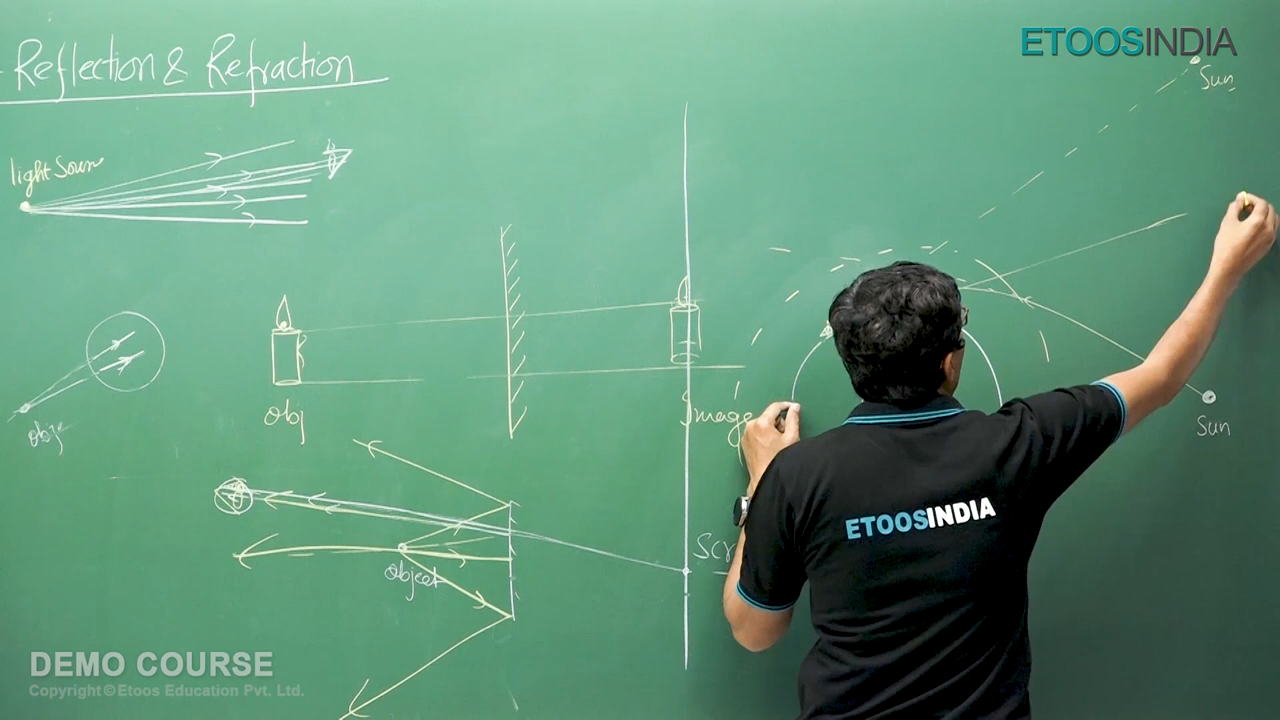 ETOOSINDIA
Reflection & Refraction
Sun
light Sour
obje
obj
Image
Sun
object
Scr
ETOOSINDIA
DEMO COURSE
Copyright © Etoos Education Pvt. Ltd.